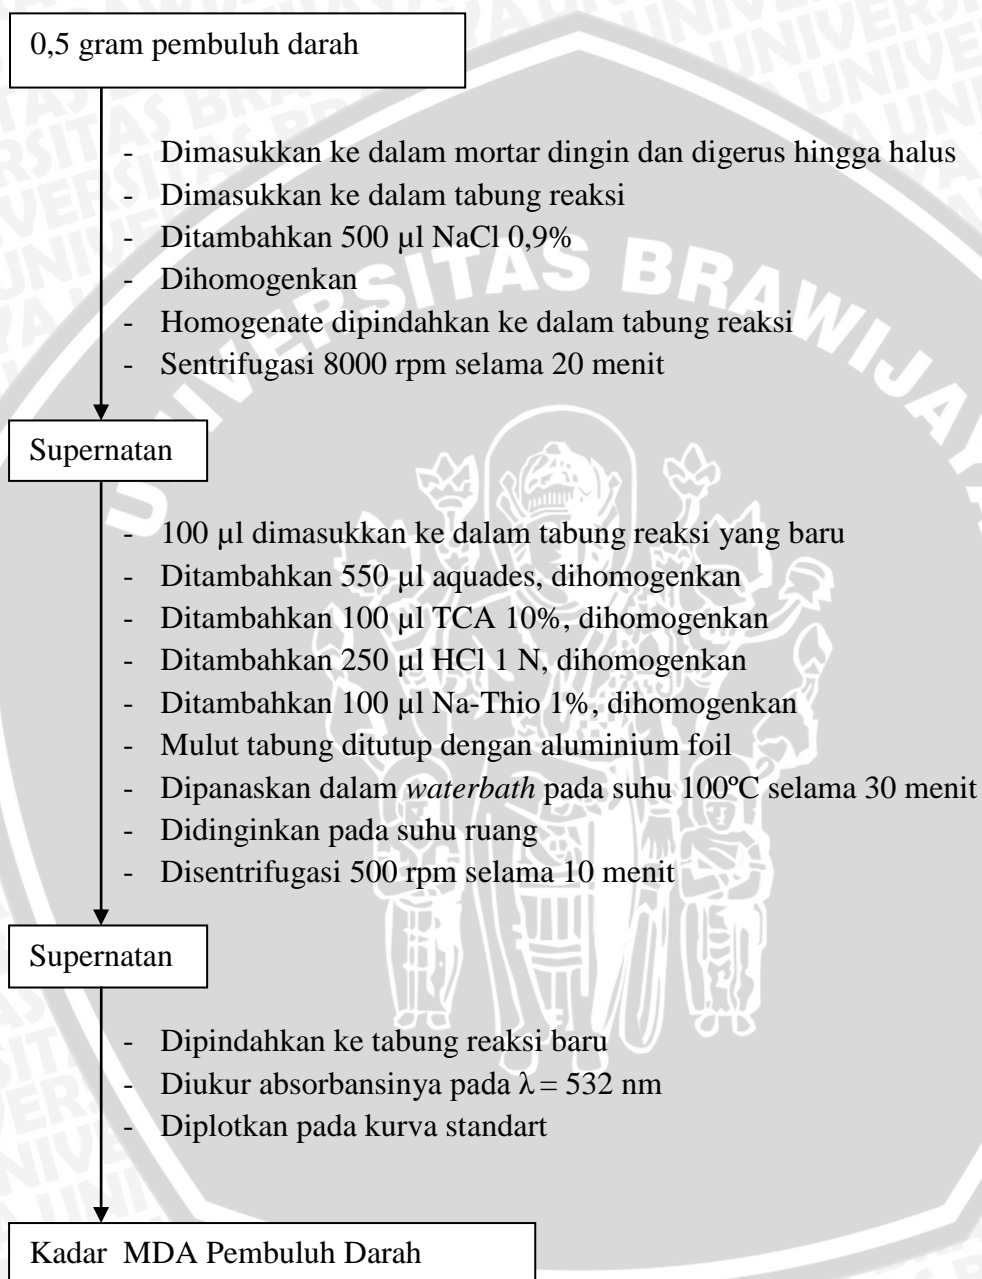 0,5 gram pembuluh darah
- Dimasukkan ke dalam mortar dingin dan digerus hingga halus
- Dimasukkan ke dalam tabung reaksi
- Ditambahkan 500 µl NaCl 0,9%
- Dihomogenkan
- Homogenate dipindahkan ke dalam tabung reaksi
- Sentrifugasi 8000 rpm selama 20 menit
Supernatan
- 100 µl dimasukkan ke dalam tabung reaksi yang baru
- Ditambahkan 550 µl aquades, dihomogenkan
- Ditambahkan 100 µl TCA 10%, dihomogenkan
- Ditambahkan 250 µl HCl 1 N, dihomogenkan
- Ditambahkan 100 µl Na-Thio 1%, dihomogenkan
- Mulut tabung ditutup dengan aluminium foil
- Dipanaskan dalam waterbath pada suhu 100ºC selama 30 menit
- Didinginkan pada suhu ruang
- Disentrifugasi 500 rpm selama 10 menit
Supernatan
- Dipindahkan ke tabung reaksi baru
- Diukur absorbansinya pada λ = 532 nm
- Diplotkan pada kurva standart
Kadar MDA Pembuluh Darah
UNIVERSITAS BRAWIJAYA